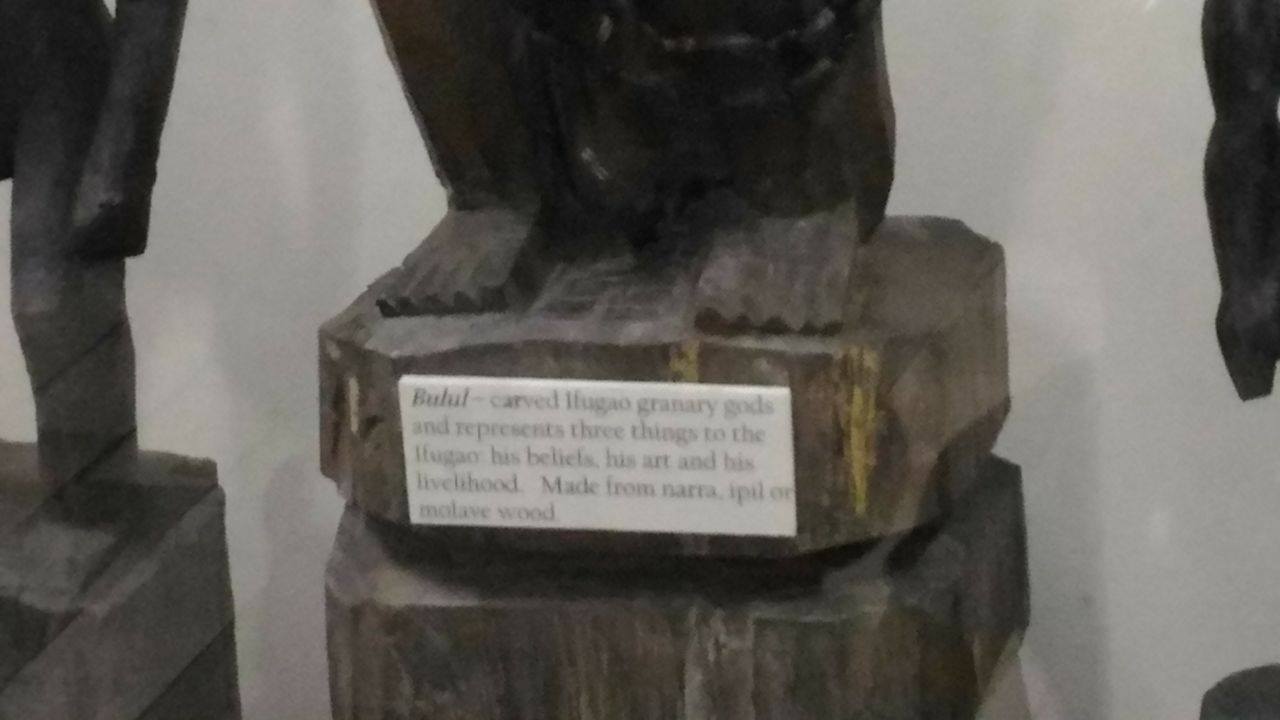 Bulul – carved Ifugao granary gods
and represents three things to the
Ifugao: his beliefs, his art and his
livelihood. Made from narra, ipil or
molave wood.